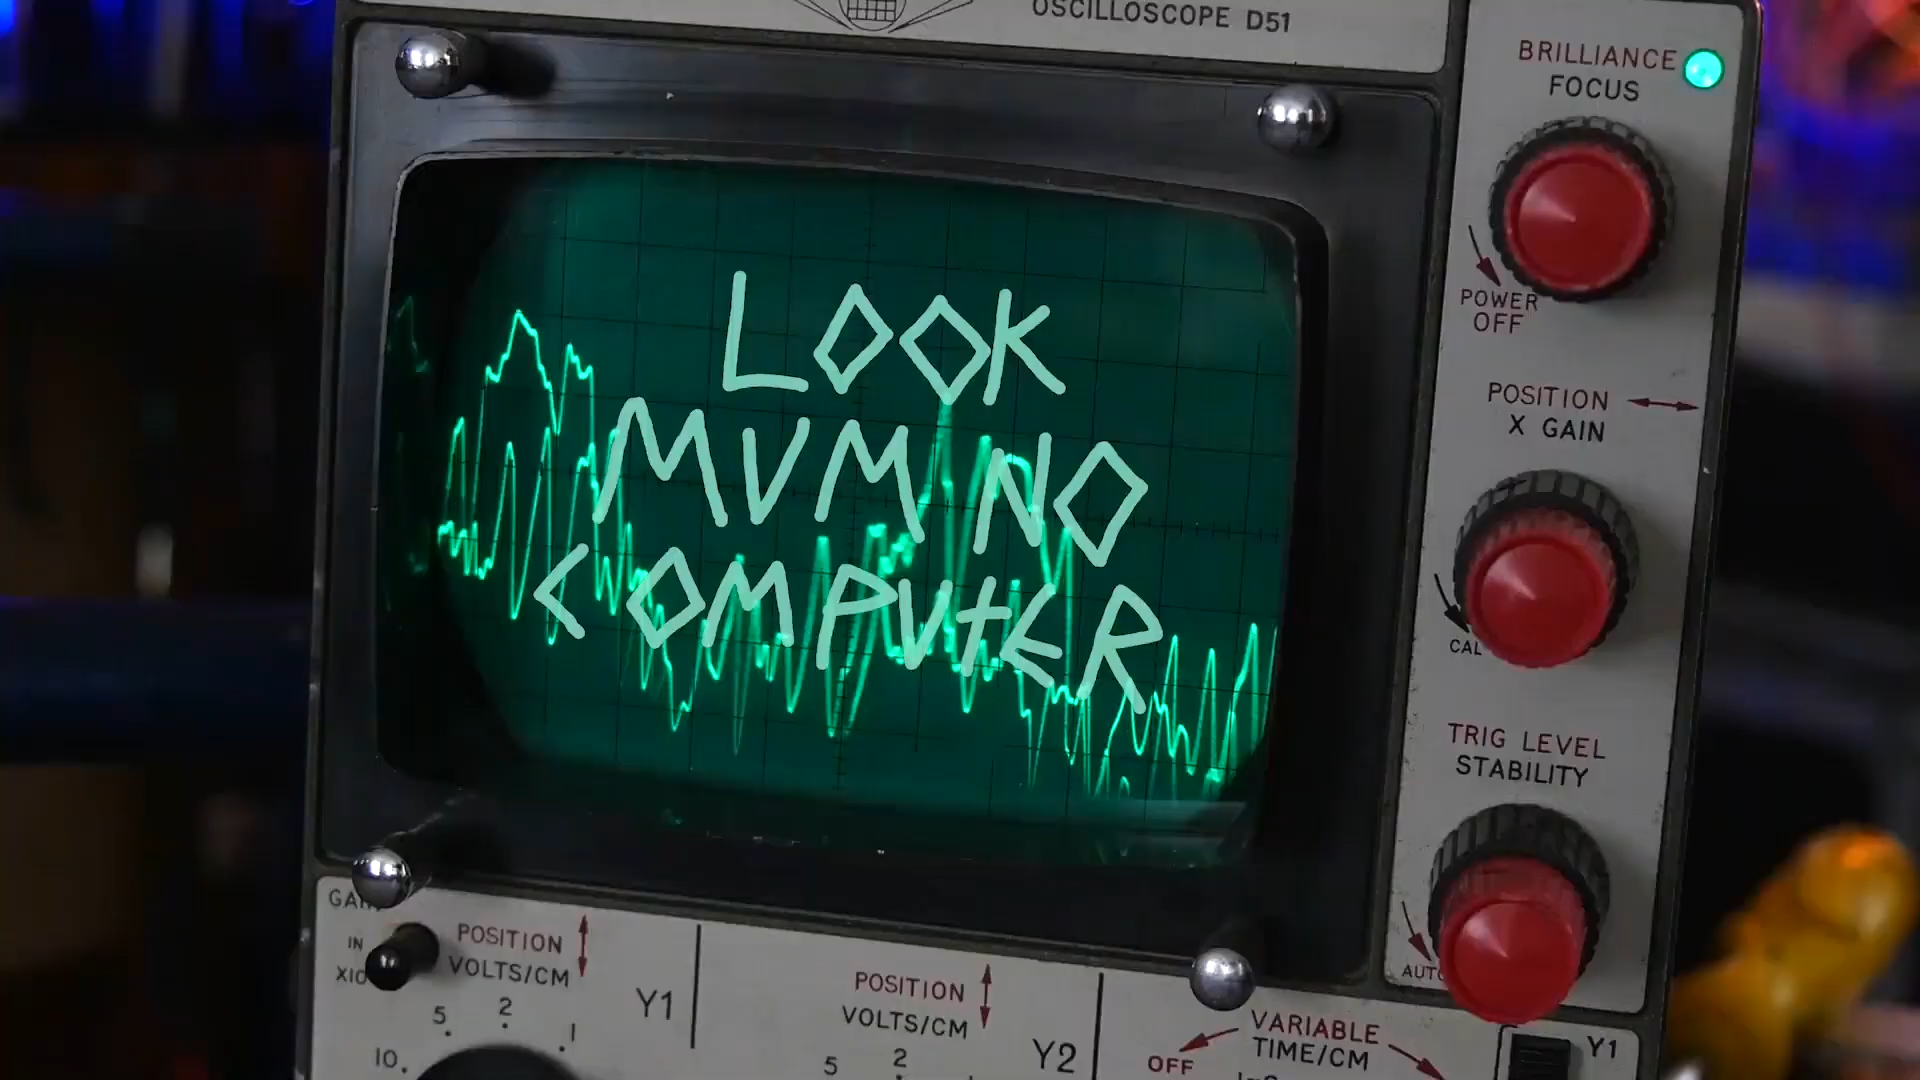 OSCILLOSCOPE D51
BRILLIANCE
FOCUS
POWER
OFF
POSITION
X GAIN
CAL
TRIG LEVEL
STABILITY
LOOK
MUM NO
COMPUTER
IN
X10
POSITION
VOLTS/CM
Y1
5
2
1
10
POSITION
VOLTS/CM
Y2
5
2
VARIABLE
TIME/CM
OFF
Y1